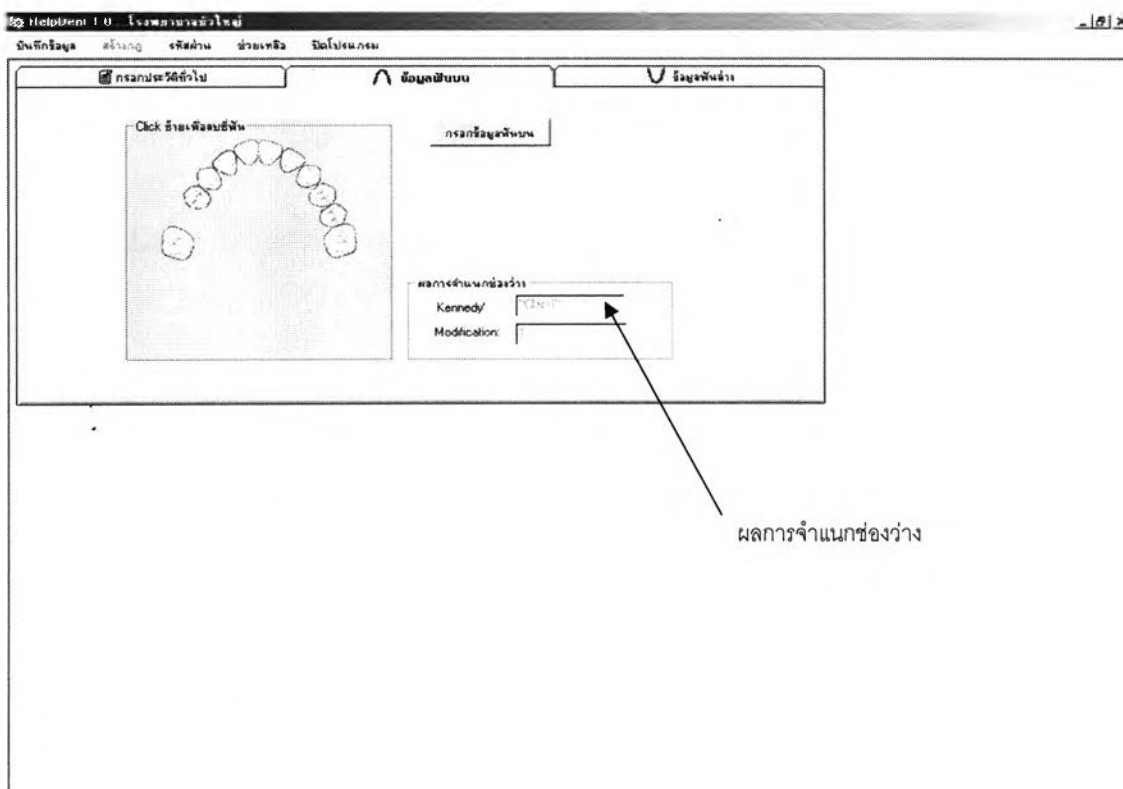 HelpDent 1.0 โรงพยาบาลบัวใหญ่
บันทึกข้อมูล สร้างกฎ รหัสผ่าน ช่วยเหลือ ปิดโปรแกรม
กรอกประวัติทั่วไป ข้อมูลฟันบน ข้อมูลฟันล่าง
Click ซ้ายเพื่อลบซี่ฟัน
กรอกข้อมูลฟันบน
ผลการจำแนกช่องว่าง
Kennedy'
Modification:
ผลการจำแนกช่องว่าง